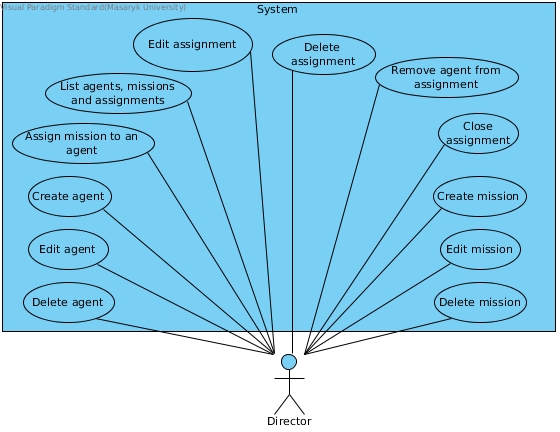 Visual Paradigm Standard(Masaryk University)
System
Edit assignment
Delete
assignment
Remove agent from
assignment
List agents, missions
and assignments
Close
assignment
Assign mission to an
agent
Create agent
Create mission
Edit agent
Edit mission
Delete agent
Delete mission
Director